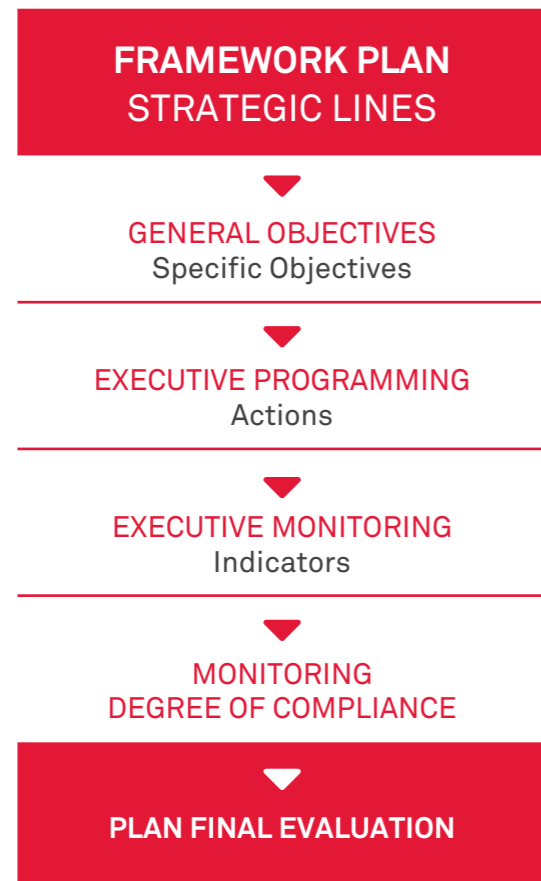 FRAMEWORK PLAN
STRATEGIC LINES
GENERAL OBJECTIVES
Specific Objectives
EXECUTIVE PROGRAMMING
Actions
EXECUTIVE MONITORING
Indicators
MONITORING
DEGREE OF COMPLIANCE
PLAN FINAL EVALUATION